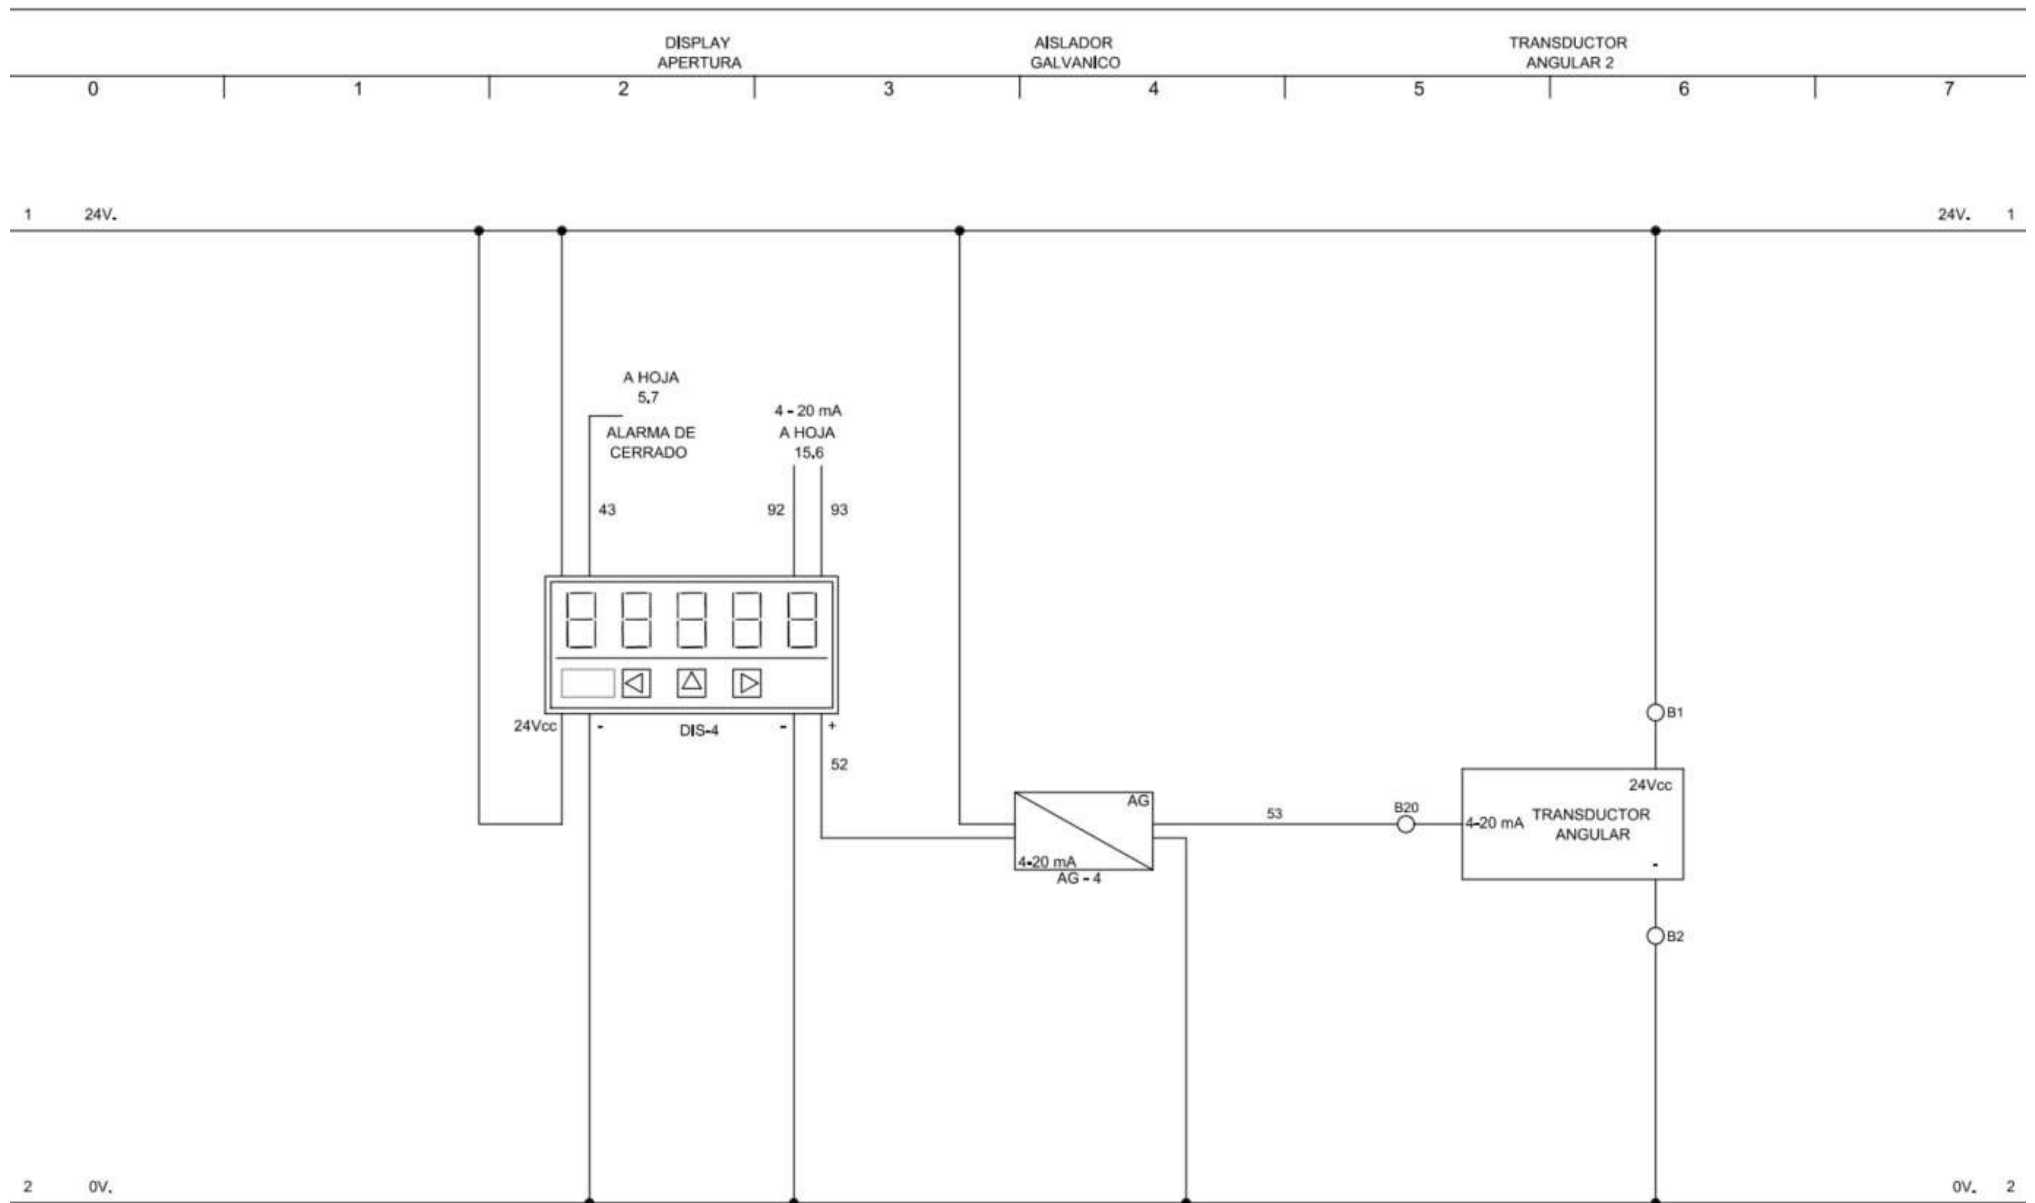 DISPLAY
APERTURA
AISLADOR
GALVANICO
TRANSDUCTOR
ANGULAR 2
0 1 2 3 4 5 6 7
1 24V. 24V. 1
A HOJA
5.7
ALARMA DE
CERRADO
4 - 20 mA
A HOJA
15.6
43 92 93
B1
24Vcc - DIS-4 - +
52
24Vcc
AG
53
B20
4-20 mA
TRANSDUCTOR
ANGULAR
-
4-20 mA
AG - 4
B2
2 0V. 0V. 2